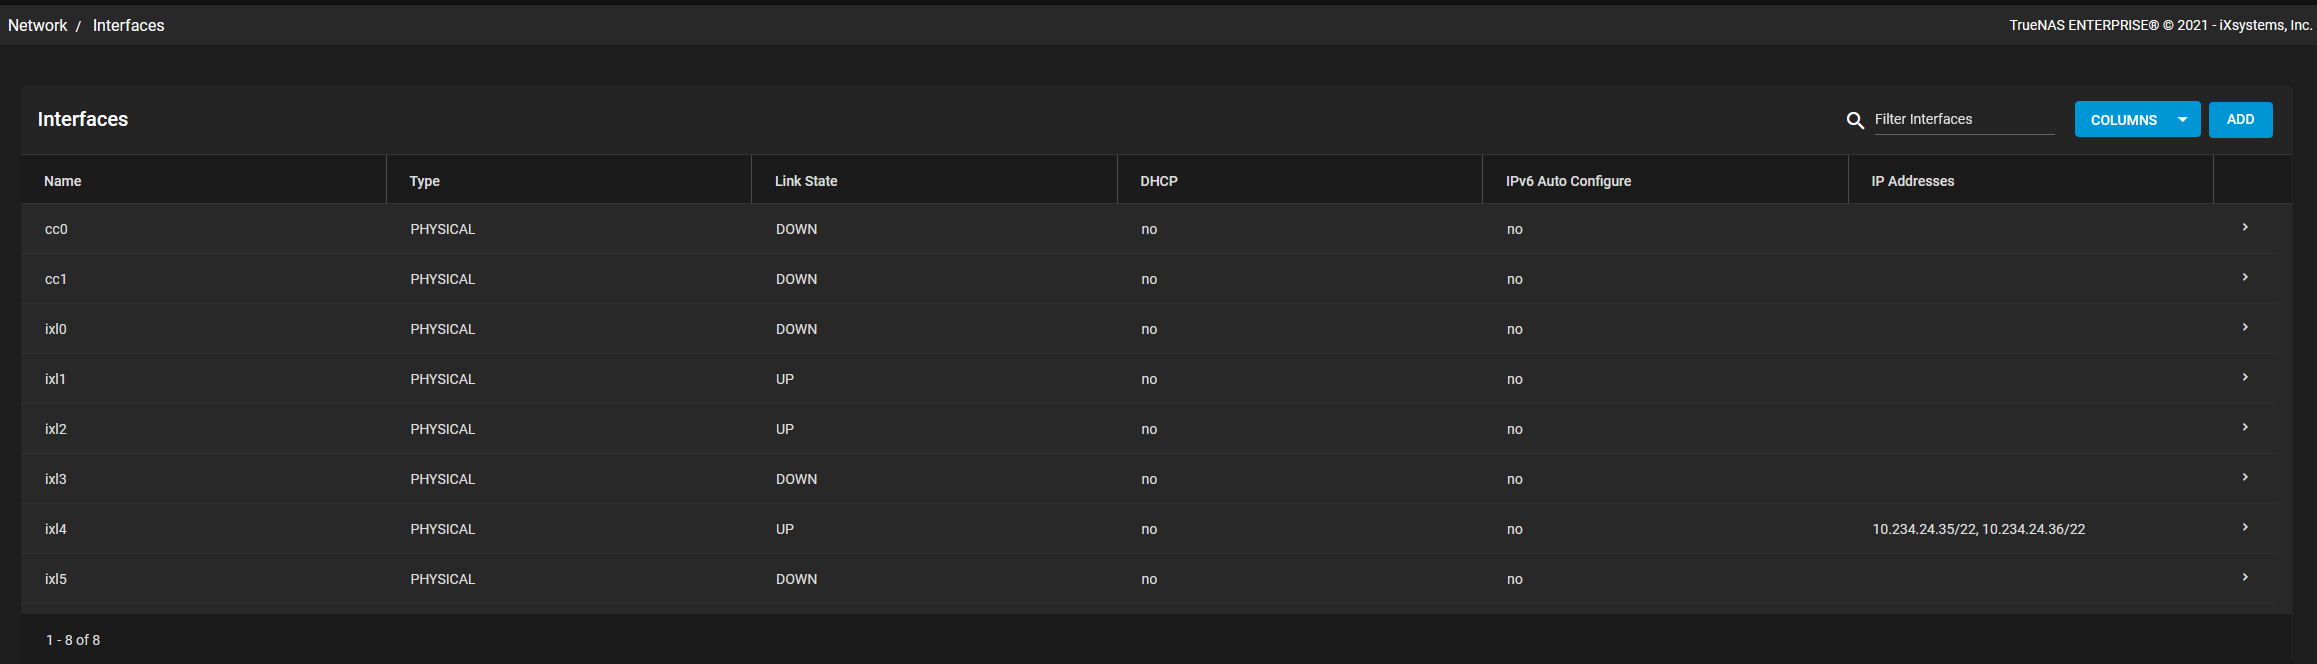 Network / Interfaces TrueNAS ENTERPRISE® © 2021 - iXsystems, Inc.
Interfaces Filter Interfaces COLUMNS ADD
Name Type Link State DHCP IPv6 Auto Configure IP Addresses
cc0 PHYSICAL DOWN no no
cc1 PHYSICAL DOWN no no
ixl0 PHYSICAL DOWN no no
ixl1 PHYSICAL UP no no
ixl2 PHYSICAL UP no no
ixl3 PHYSICAL DOWN no no
ixl4 PHYSICAL UP no no 10.234.24.35/22, 10.234.24.36/22
ixl5 PHYSICAL DOWN no no
1 - 8 of 8